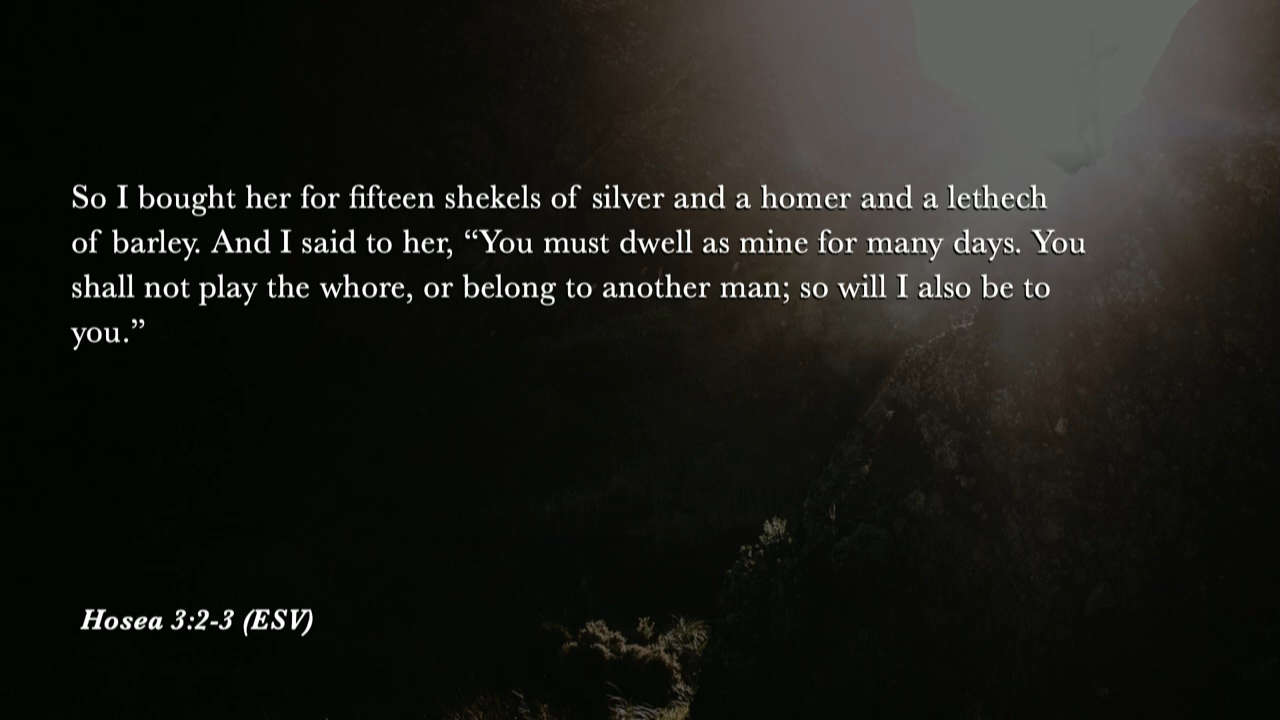 So I bought her for fifteen shekels of silver and a homer and a lethech
of barley. And I said to her, “You must dwell as mine for many days. You
shall not play the whore, or belong to another man; so will I also be to
you.”
Hosea 3:2-3 (ESV)